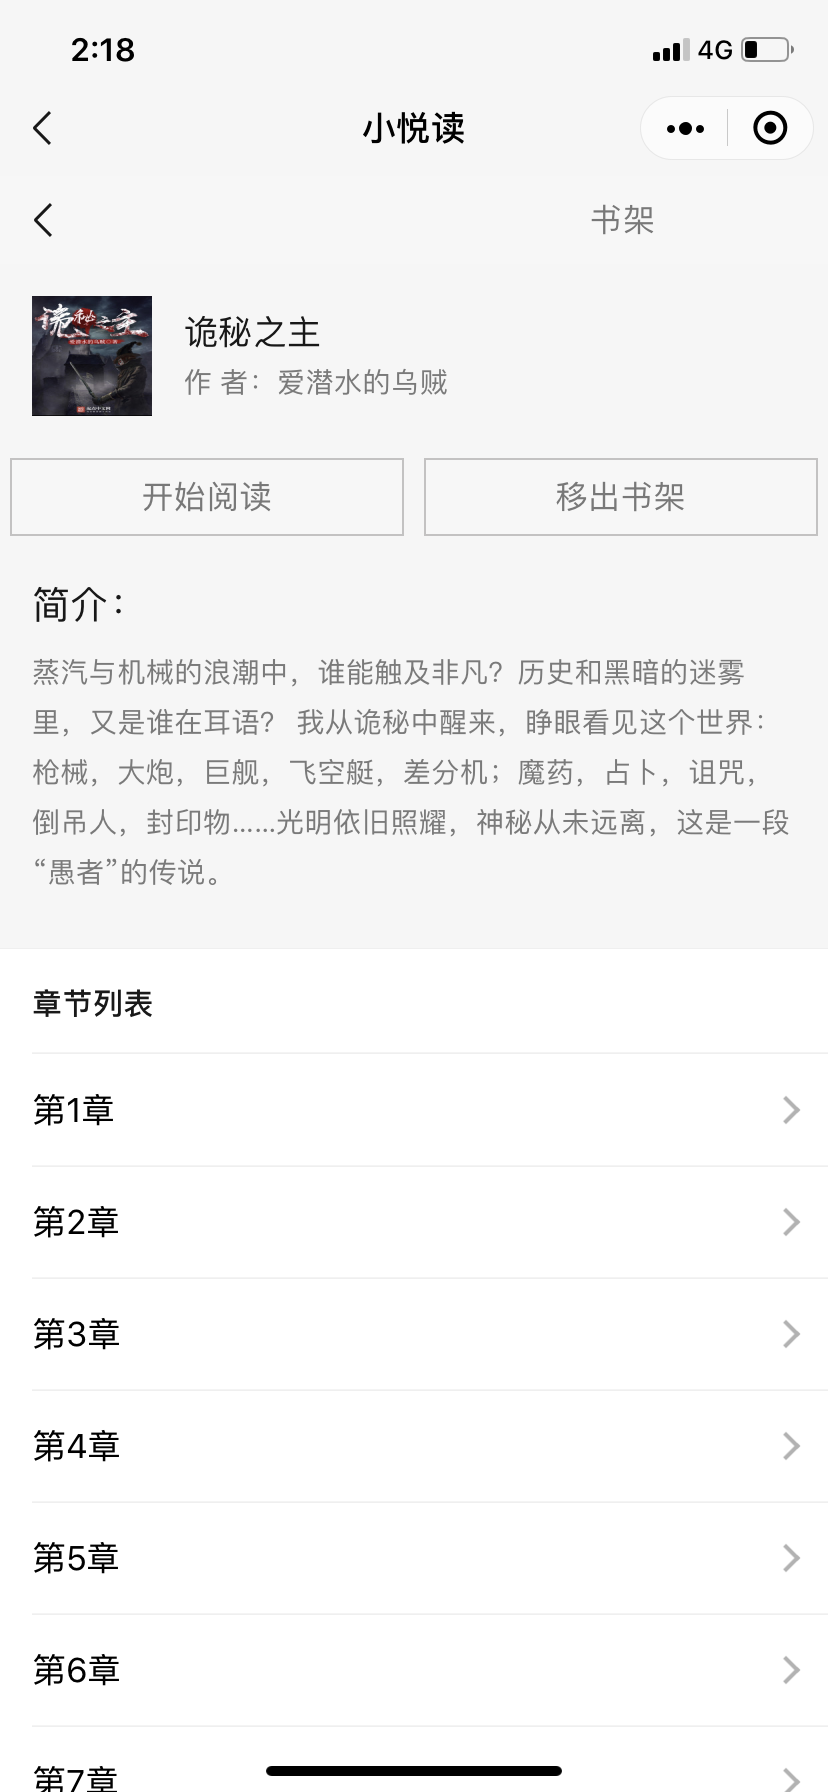 2:18
4G
小悦读
书架
诡秘之主
爱潜水的乌贼◎著
诡秘之主
作 者：爱潜水的乌贼
开始阅读
移出书架
简介：
蒸汽与机械的浪潮中，谁能触及非凡？历史和黑暗的迷雾
里，又是谁在耳语？ 我从诡秘中醒来，睁眼看见这个世界：
枪械，大炮，巨舰，飞空艇，差分机；魔药，占卜，诅咒，
倒吊人，封印物……光明依旧照耀，神秘从未远离，这是一段
“愚者”的传说。
章节列表
第1章
第2章
第3章
第4章
第5章
第6章
第7章